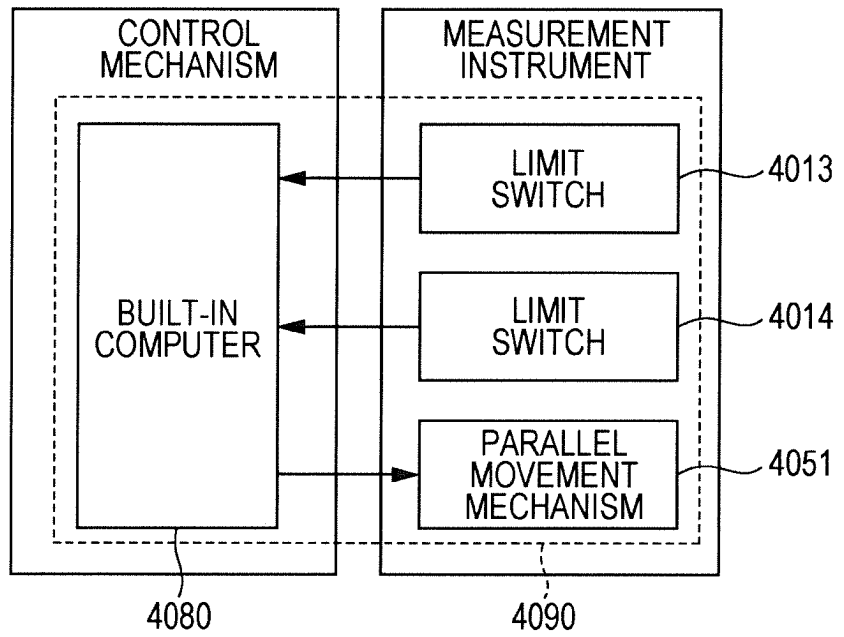 CONTROL
MECHANISM
MEASUREMENT
INSTRUMENT
LIMIT
SWITCH
4013
BUILT-IN
COMPUTER
LIMIT
SWITCH
4014
PARALLEL
MOVEMENT
MECHANISM
4051
4080
4090